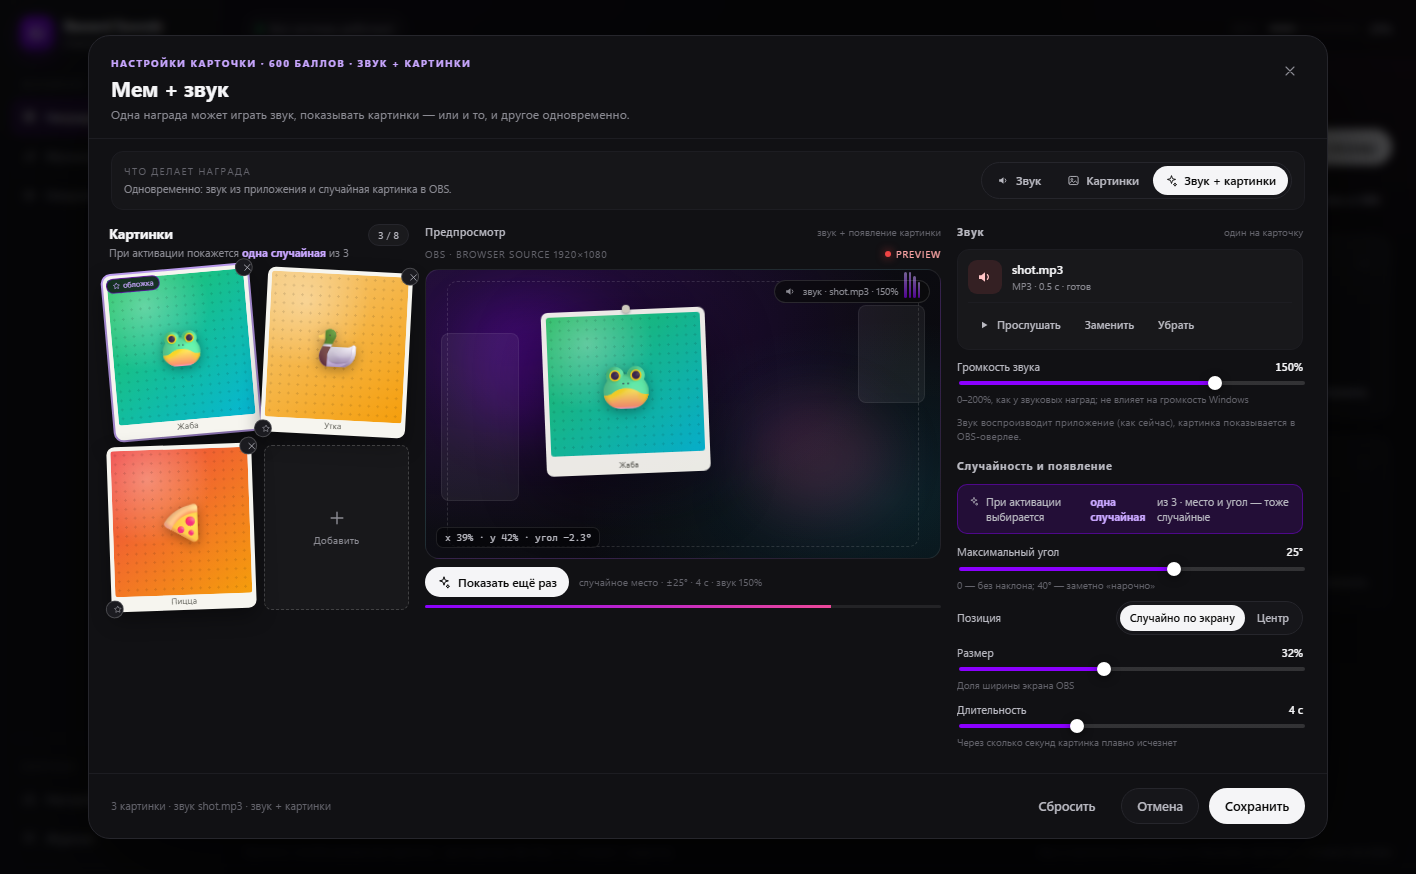 НАСТРОЙКИ КАРТОЧКИ · 600 БАЛЛОВ · ЗВУК + КАРТИНКИ
Мем + звук
Одна награда может играть звук, показывать картинки — или и то, и другое одновременно.
ЧТО ДЕЛАЕТ НАГРАДА
Одновременно: звук из приложения и случайная картинка в OBS.
Звук
Картинки
Звук + картинки
Картинки
3 / 8
При активации покажется одна случайная из 3
обложка
Жаба
Утка
Пицца
+
Добавить
Предпросмотр
звук + появление картинки
OBS · BROWSER SOURCE 1920×1080
PREVIEW
звук · shot.mp3 · 150%
Жаба
x 39% · y 42% · угол −2.3°
Показать ещё раз
случайное место · ±25° · 4 с · звук 150%
Звук
один на карточку
shot.mp3
MP3 · 0.5 с · готов
Прослушать
Заменить
Убрать
Громкость звука
150%
0–200%, как у звуковых наград; не влияет на громкость Windows
Звук воспроизводит приложение (как сейчас), картинка показывается в
OBS-оверлее.
Случайность и появление
При активации одна из 3 · место и угол — тоже
выбирается случайная случайные
Максимальный угол
25°
0 — без наклона; 40° — заметно «нарочно»
Позиция
Случайно по экрану
Центр
Размер
32%
Доля ширины экрана OBS
Длительность
4 с
Через сколько секунд картинка плавно исчезнет
3 картинки · звук shot.mp3 · звук + картинки
Сбросить
Отмена
Сохранить